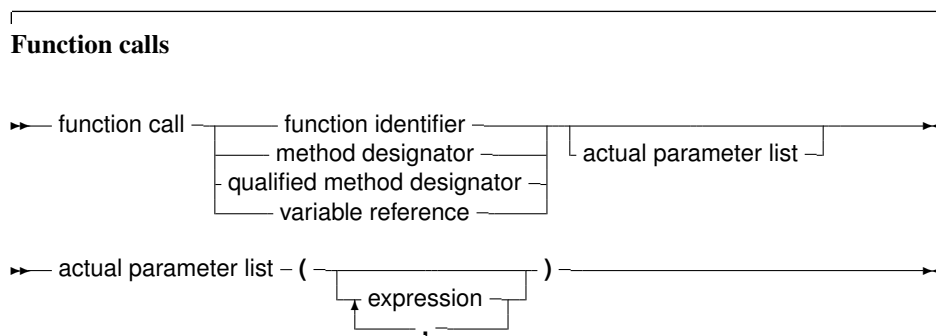 Function calls
function call function identifier
method designator actual parameter list
qualified method designator
variable reference
actual parameter list ( )
expression
,